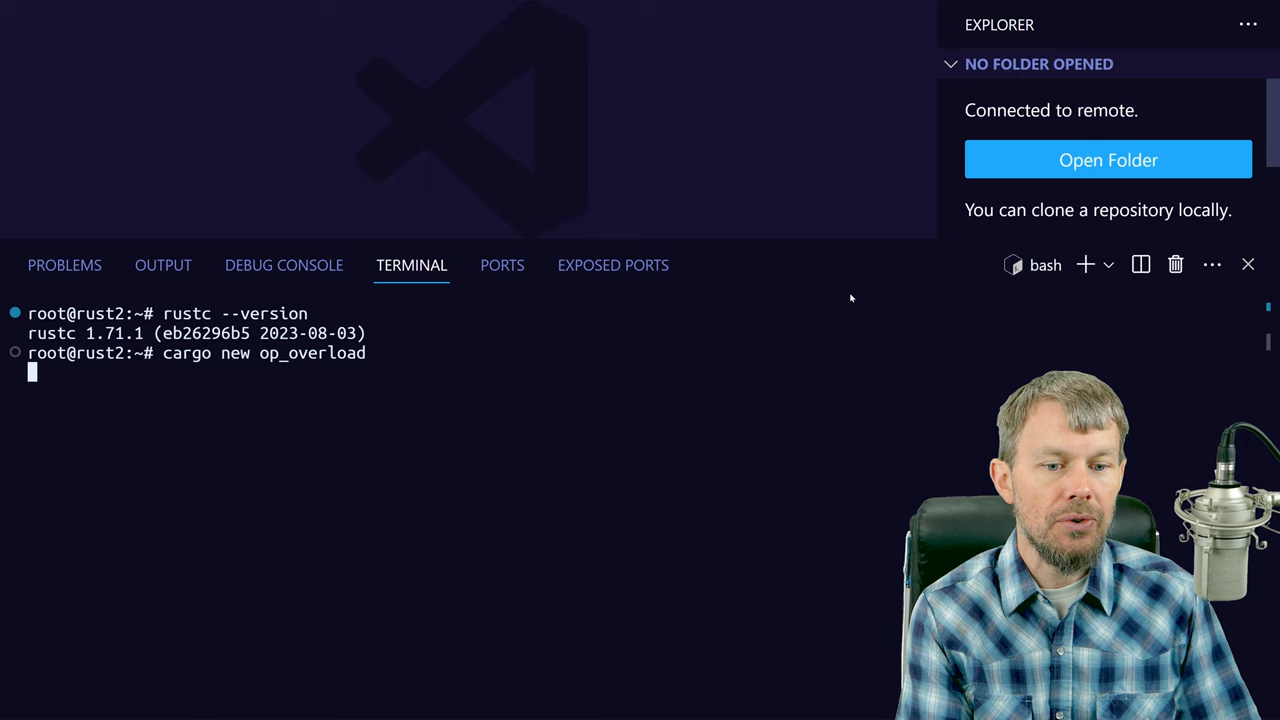 EXPLORER
NO FOLDER OPENED
Connected to remote.
Open Folder
You can clone a repository locally.
PROBLEMS OUTPUT DEBUG CONSOLE TERMINAL PORTS EXPOSED PORTS bash
root@rust2:~# rustc --version
rustc 1.71.1 (eb26296b5 2023-08-03)
root@rust2:~# cargo new op_overload